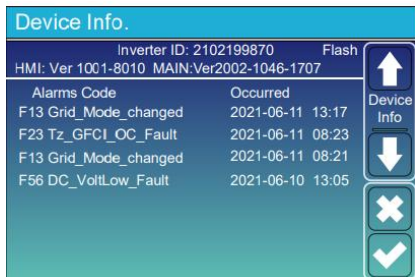 Device Info.
Inverter ID: 2102199870 Flash
HMI: Ver 1001-8010 MAIN:Ver2002-1046-1707
Alarms Code Occurred
F13 Grid_Mode_changed 2021-06-11 13:17
F23 Tz_GFCI_OC_Fault 2021-06-11 08:23
F13 Grid_Mode_changed 2021-06-11 08:21
F56 DC_VoltLow_Fault 2021-06-10 13:05
Device
Info